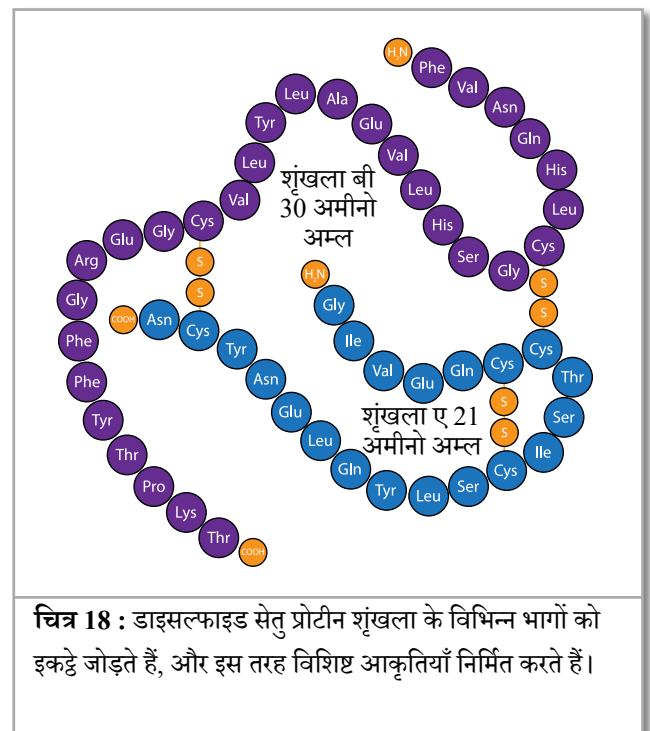 H₂N
Phe
Val
Asn
Gln
His
Leu
Cys
Gly
Ser
His
Leu
Val
Glu
Ala
Leu
Tyr
Leu
Val
Cys
Gly
Glu
Arg
Gly
Phe
Phe
Tyr
Thr
Pro
Lys
Thr
COOH
शृंखला बी
30 अमीनो
अम्ल
S
S
S
S
H₂N
Gly
Ile
Val
Glu
Gln
Cys
Cys
Thr
Ser
Ile
Cys
Ser
Leu
Tyr
Gln
Leu
Glu
Asn
Tyr
Cys
Asn
COOH
S
S
शृंखला ए 21
अमीनो अम्ल
चित्र 18 : डाइसल्फाइड सेतु प्रोटीन शृंखला के विभिन्न भागों को
इकट्ठे जोड़ते हैं, और इस तरह विशिष्ट आकृतियाँ निर्मित करते हैं।